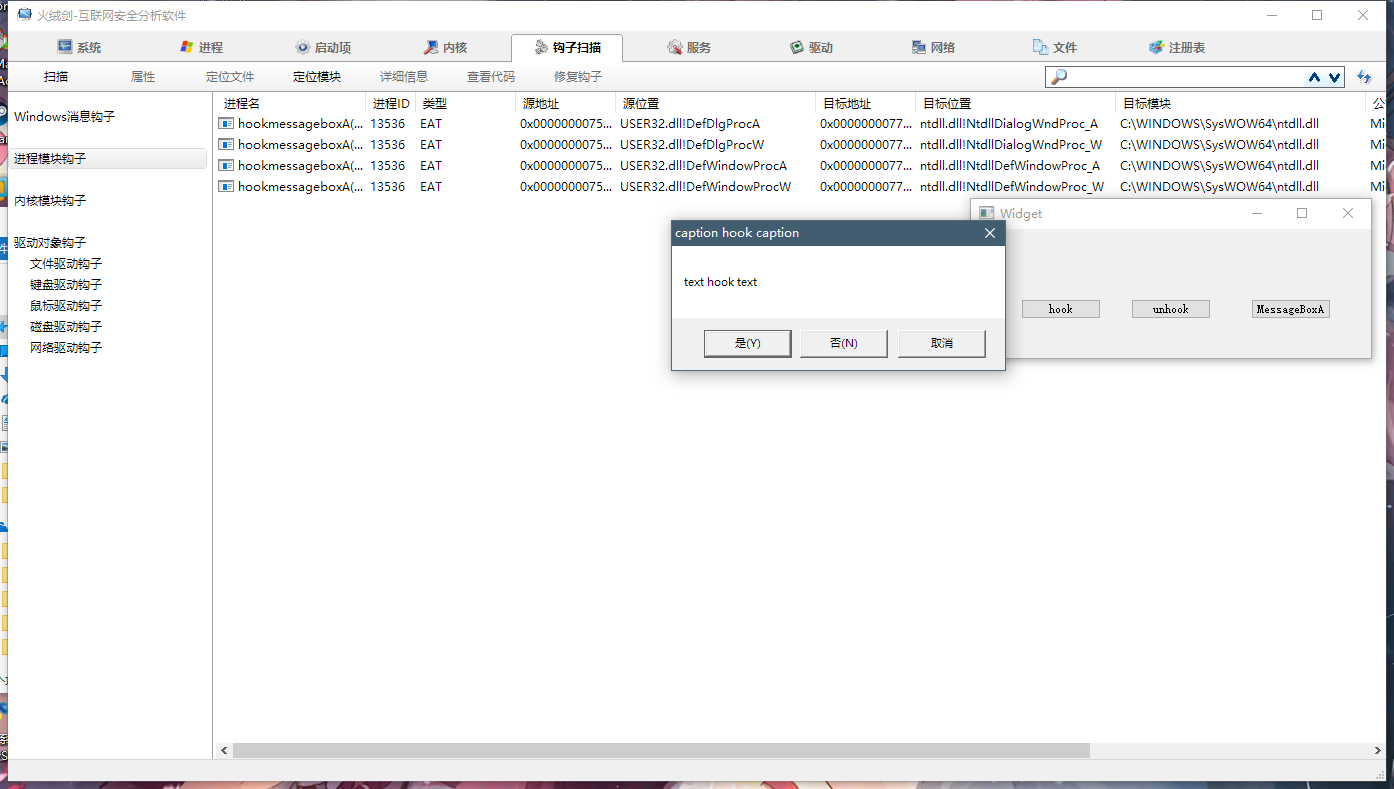 火绒剑-互联网安全分析软件
系统 进程 启动项 内核 钩子扫描 服务 驱动 网络 文件 注册表
扫描 属性 定位文件 定位模块 详细信息 查看代码 修复钩子
Windows消息钩子
进程模块钩子
内核模块钩子
驱动对象钩子
文件驱动钩子
键盘驱动钩子
鼠标驱动钩子
磁盘驱动钩子
网络驱动钩子
进程名 进程ID 类型 源地址 源位置 目标地址 目标位置 目标模块 公
hookmessageboxA(... 13536 EAT 0x0000000075... USER32.dll!DefDlgProcA 0x0000000077... ntdll.dll!NtdllDialogWndProc_A C:\WINDOWS\SysWOW64\ntdll.dll Mi
hookmessageboxA(... 13536 EAT 0x0000000075... USER32.dll!DefDlgProcW 0x0000000077... ntdll.dll!NtdllDialogWndProc_W C:\WINDOWS\SysWOW64\ntdll.dll Mi
hookmessageboxA(... 13536 EAT 0x0000000075... USER32.dll!DefWindowProcA 0x0000000077... ntdll.dll!NtdllDefWindowProc_A C:\WINDOWS\SysWOW64\ntdll.dll Mi
hookmessageboxA(... 13536 EAT 0x0000000075... USER32.dll!DefWindowProcW 0x0000000077... ntdll.dll!NtdllDefWindowProc_W C:\WINDOWS\SysWOW64\ntdll.dll Mi
Widget
hook unhook MessageBoxA
caption hook caption
text hook text
是(Y) 否(N) 取消